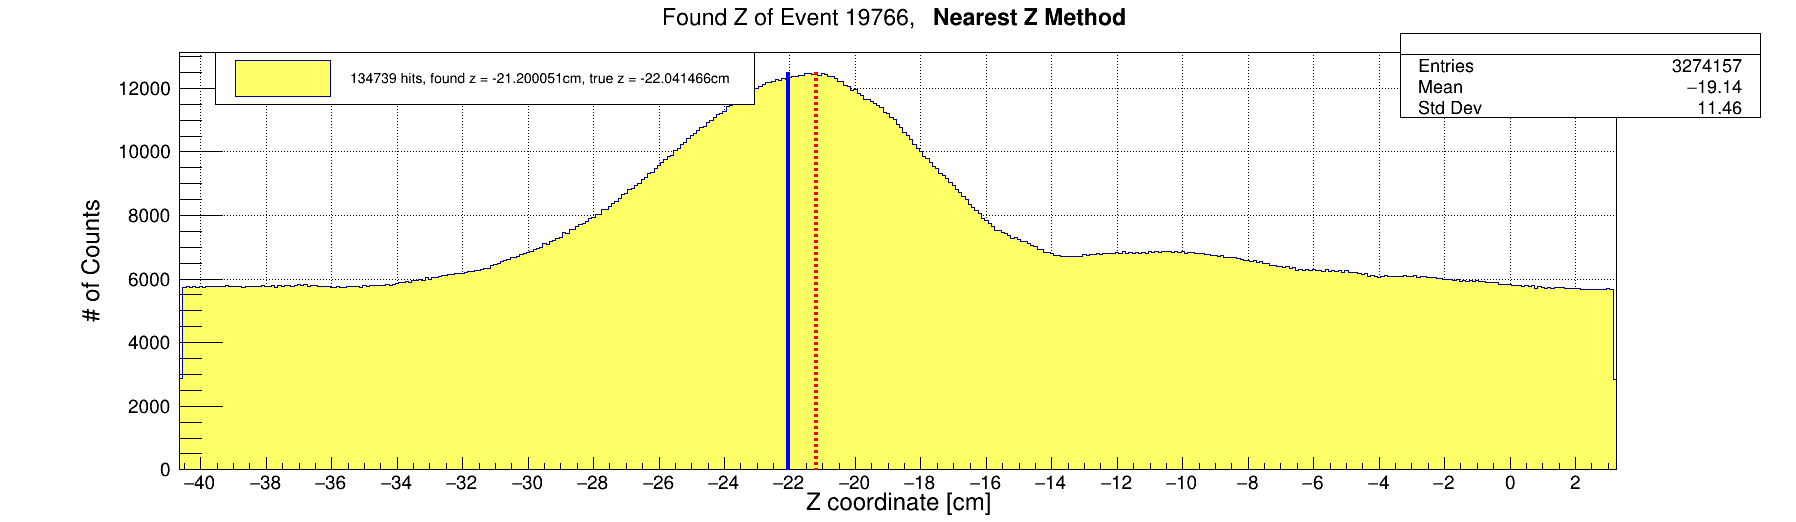 Found Z of Event 19766, Nearest Z Method
134739 hits, found z = -21.200051cm, true z = -22.041466cm
Entries 3274157
Mean −19.14
Std Dev 11.46
# of Counts
12000
10000
8000
6000
4000
2000
0
−40 −38 −36 −34 −32 −30 −28 −26 −24 −22 −20 −18 −16 −14 −12 −10 −8 −6 −4 −2 0 2
Z coordinate [cm]